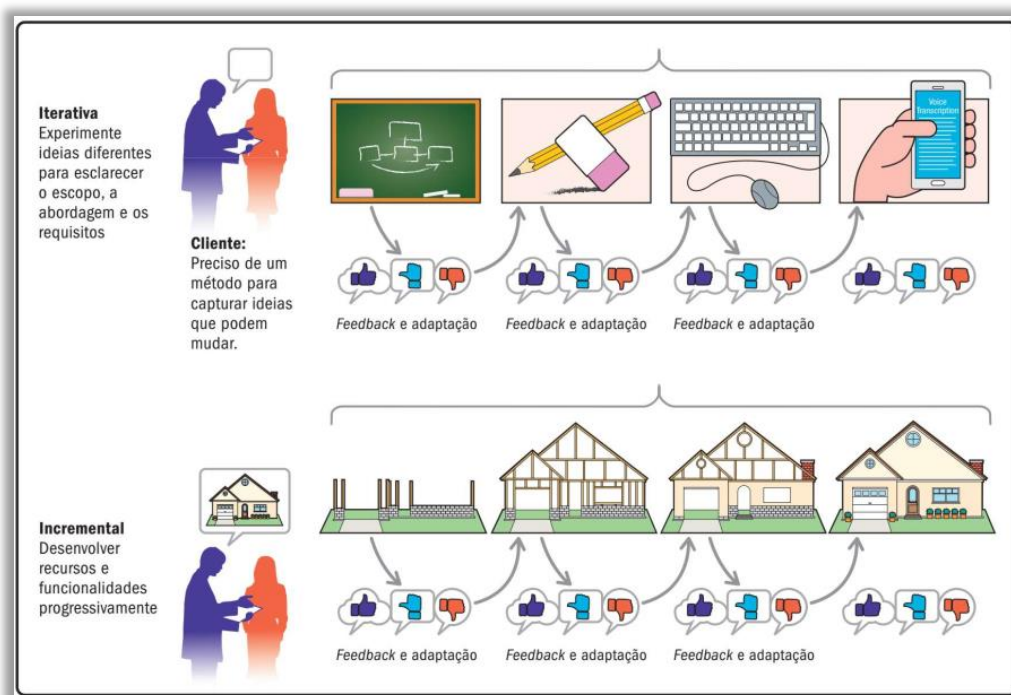 Iterativa
Experimente
ideias diferentes
para esclarecer
o escopo, a
abordagem e os
requisitos
Cliente:
Preciso de um
método para
capturar ideias
que podem
mudar.
Voice
Transcription
Feedback e adaptação
Feedback e adaptação
Feedback e adaptação
Incremental
Desenvolver
recursos e
funcionalidades
progressivamente
Feedback e adaptação
Feedback e adaptação
Feedback e adaptação